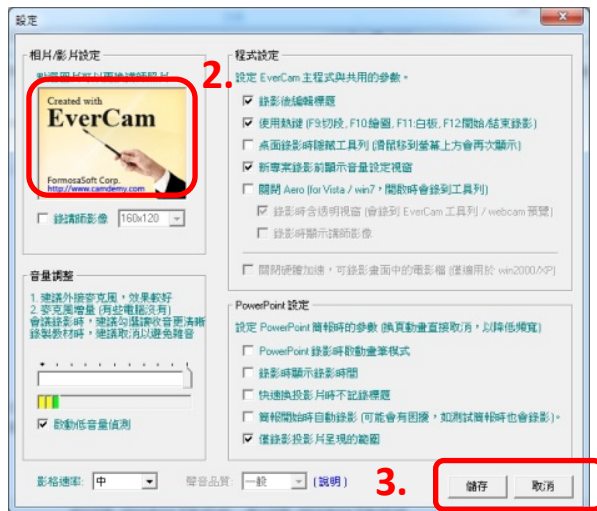 設定
相片/影片設定
點選圖片可以更換講師照片
2.
Created with
EverCam
FormosaSoft Corp.
http://www.camdemy.com
錄講師影像 160x120
音量調整
1. 建議外接麥克風，效果較好
2. 麥克風增量 (有些電腦沒有)
會議錄影時，建議勾選讓收音更清晰
錄製教材時，建議取消以避免雜音
啟動低音量偵測
程式設定
設定 EverCam 主程式與共用的參數。
錄影後編輯標題
使用熱鍵 (F9:切段, F10:繪圖, F11:白板, F12:開始/結束錄影)
桌面錄影時隱藏工具列 (滑鼠移到螢幕上方會再次顯示)
新專案錄影前顯示音量設定視窗
關閉 Aero (for Vista / win7，開啟時會錄到工具列)
錄影時含透明視窗 (會錄到 EverCam 工具列 / webcam 預覽)
錄影時顯示講師影像
關閉硬體加速，可錄影畫面中的電影檔 (僅適用於 win2000/XP)
PowerPoint 設定
設定 PowerPoint 簡報時的參數 (換頁動畫直接取消，以降低頻寬)
PowerPoint 錄影時啟動畫筆模式
錄影時顯示錄影時間
快速換投影片時不記錄標題
簡報開始時自動錄影 (可能會有困擾，如測試簡報時也會錄影)。
僅錄影投影片呈現的範圍
影格速率: 中 聲音品質: 一般 (說明)
3.
儲存 取消